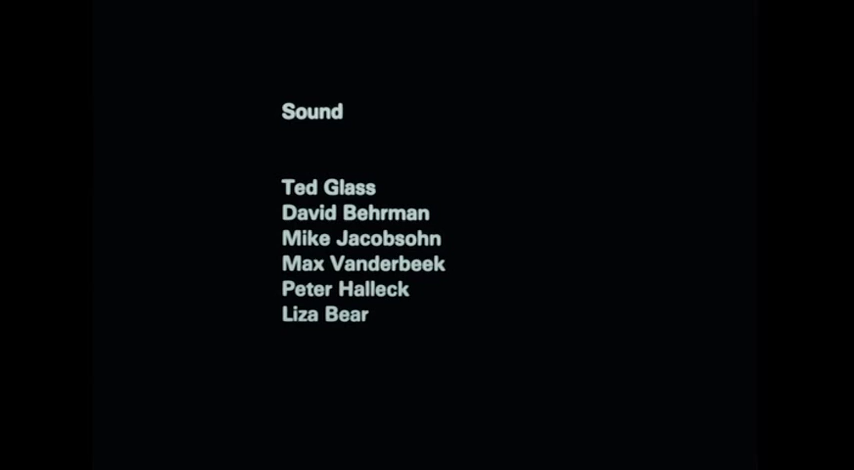 Sound
Ted Glass
David Behrman
Mike Jacobsohn
Max Vanderbeek
Peter Halleck
Liza Bear